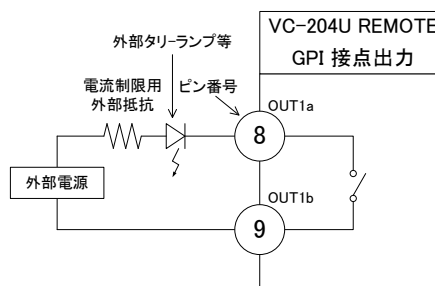 VC-204U REMOTE
GPI 接点出力
外部タリーランプ等
電流制限用
外部抵抗
ピン番号
OUT1a
8
外部電源
OUT1b
9